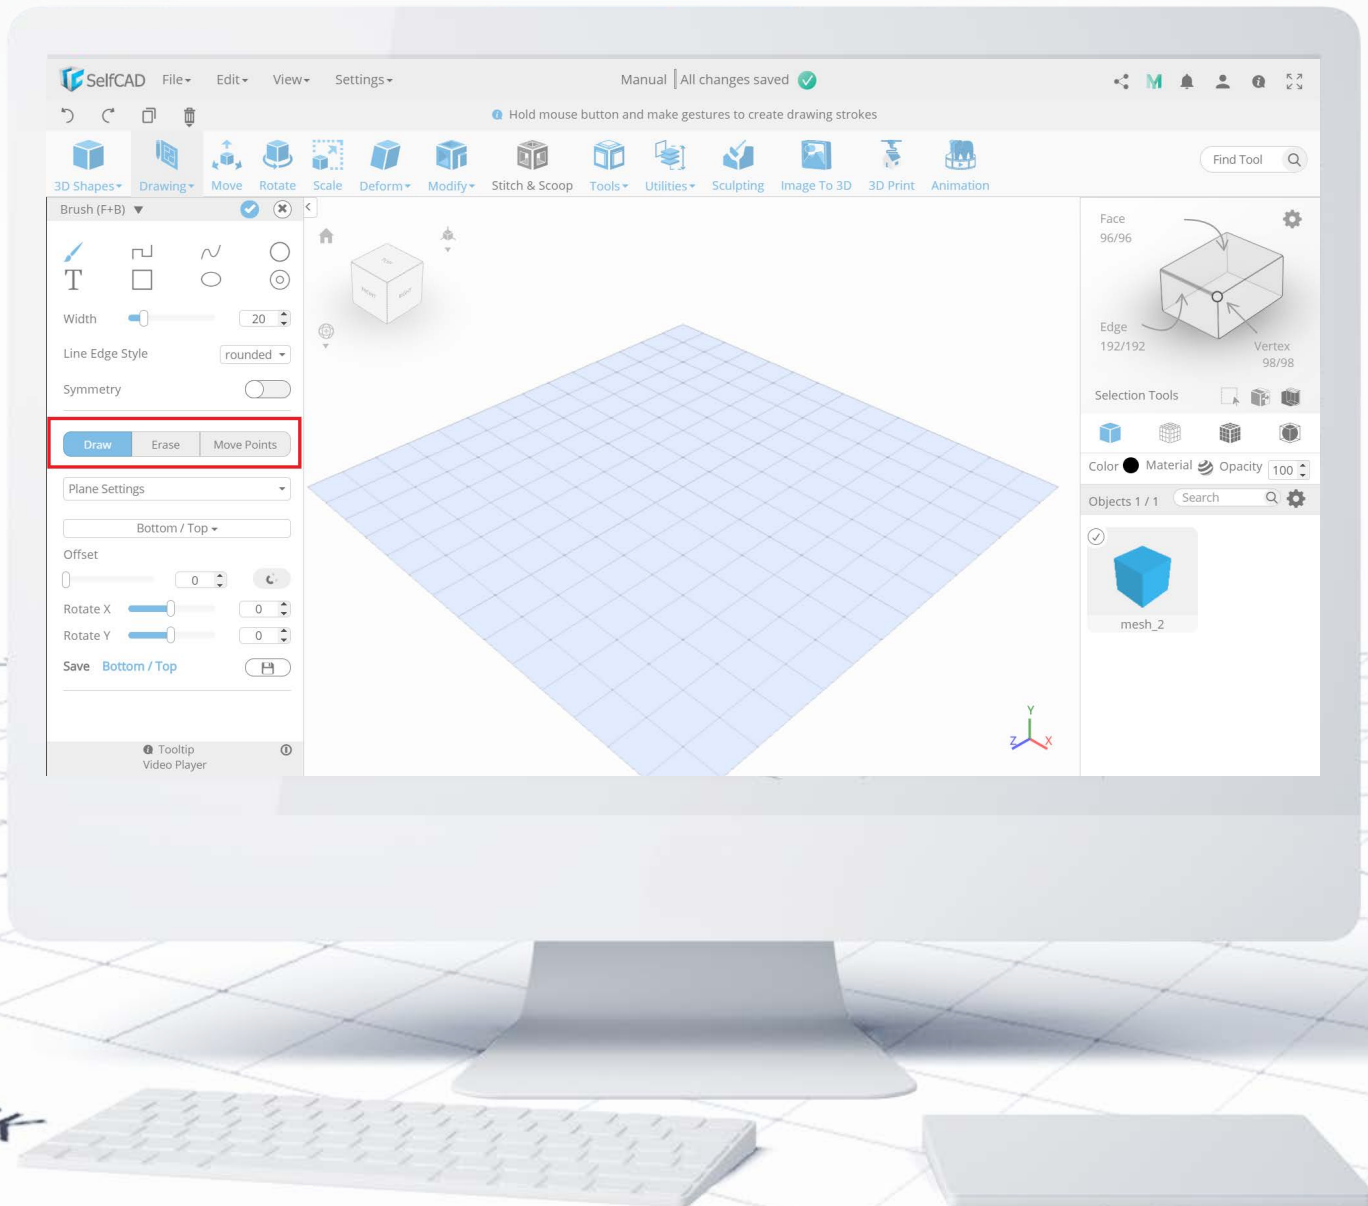 SelfCAD File Edit View Settings Manual All changes saved
Hold mouse button and make gestures to create drawing strokes
3D Shapes Drawing Move Rotate Scale Deform Modify Stitch & Scoop Tools Utilities Sculpting Image To 3D 3D Print Animation
Find Tool
Brush (F+B)
T
Width 20
Line Edge Style rounded
Symmetry
Draw Erase Move Points
Plane Settings
Bottom / Top
Offset
0
Rotate X 0
Rotate Y 0
Save Bottom / Top
Tooltip
Video Player
Y
Z X
Face
96/96
Edge
192/192
Vertex
98/98
Selection Tools
Color Material Opacity 100
Objects 1 / 1 Search
mesh_2